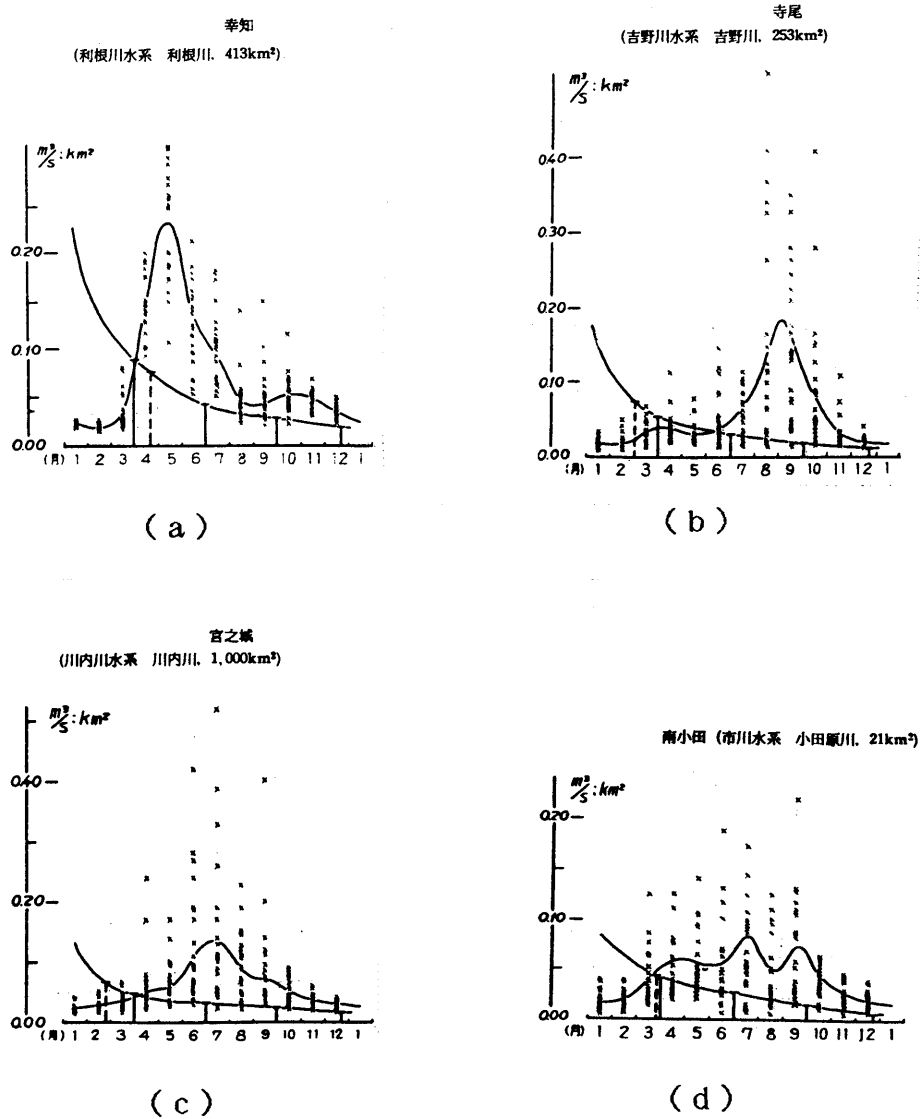 幸知
(利根川水系 利根川, 413km²)
m³/s : km²
0.20
0.10
0.00
(月) 1 2 3 4 5 6 7 8 9 10 11 12 1
(a)
寺尾
(吉野川水系 吉野川, 253km²)
m³/s : km²
0.40
0.30
0.20
0.10
0.00
(月) 1 2 3 4 5 6 7 8 9 10 11 12 1
(b)
宮之城
(川内川水系 川内川, 1,000km²)
m³/s : km²
0.40
0.20
0.00
(月) 1 2 3 4 5 6 7 8 9 10 11 12 1
(c)
南小田 (市川水系 小田原川, 21km²)
m³/s : km²
0.20
0.10
0.00
(月) 1 2 3 4 5 6 7 8 9 10 11 12 1
(d)